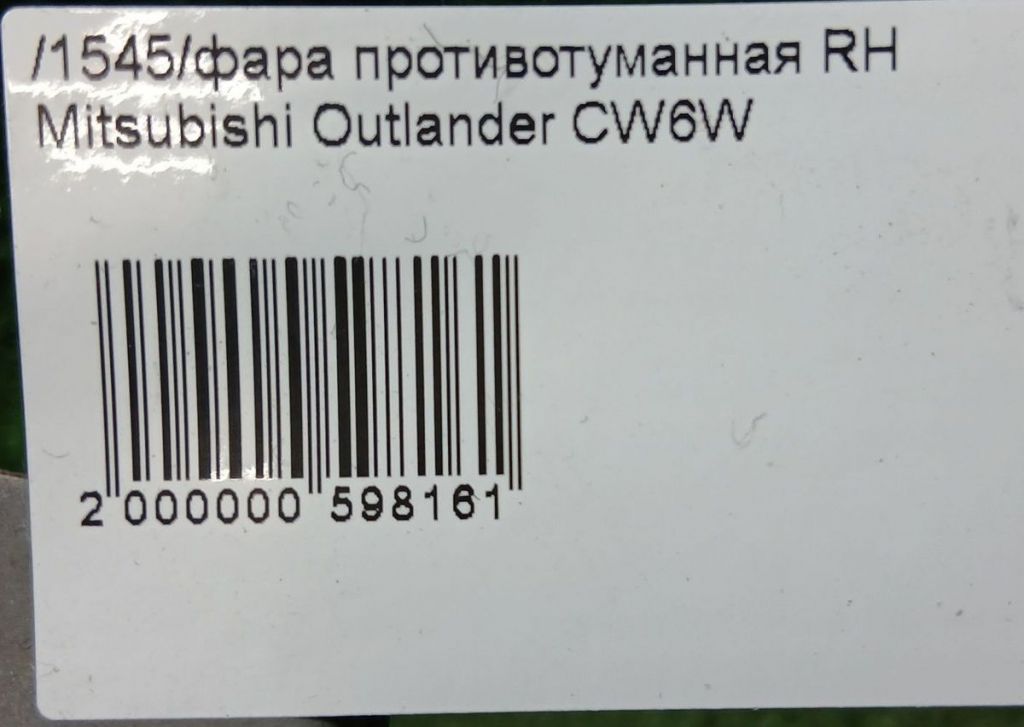 /1545/фара противотуманная RH
Mitsubishi Outlander CW6W
2 000000 598161